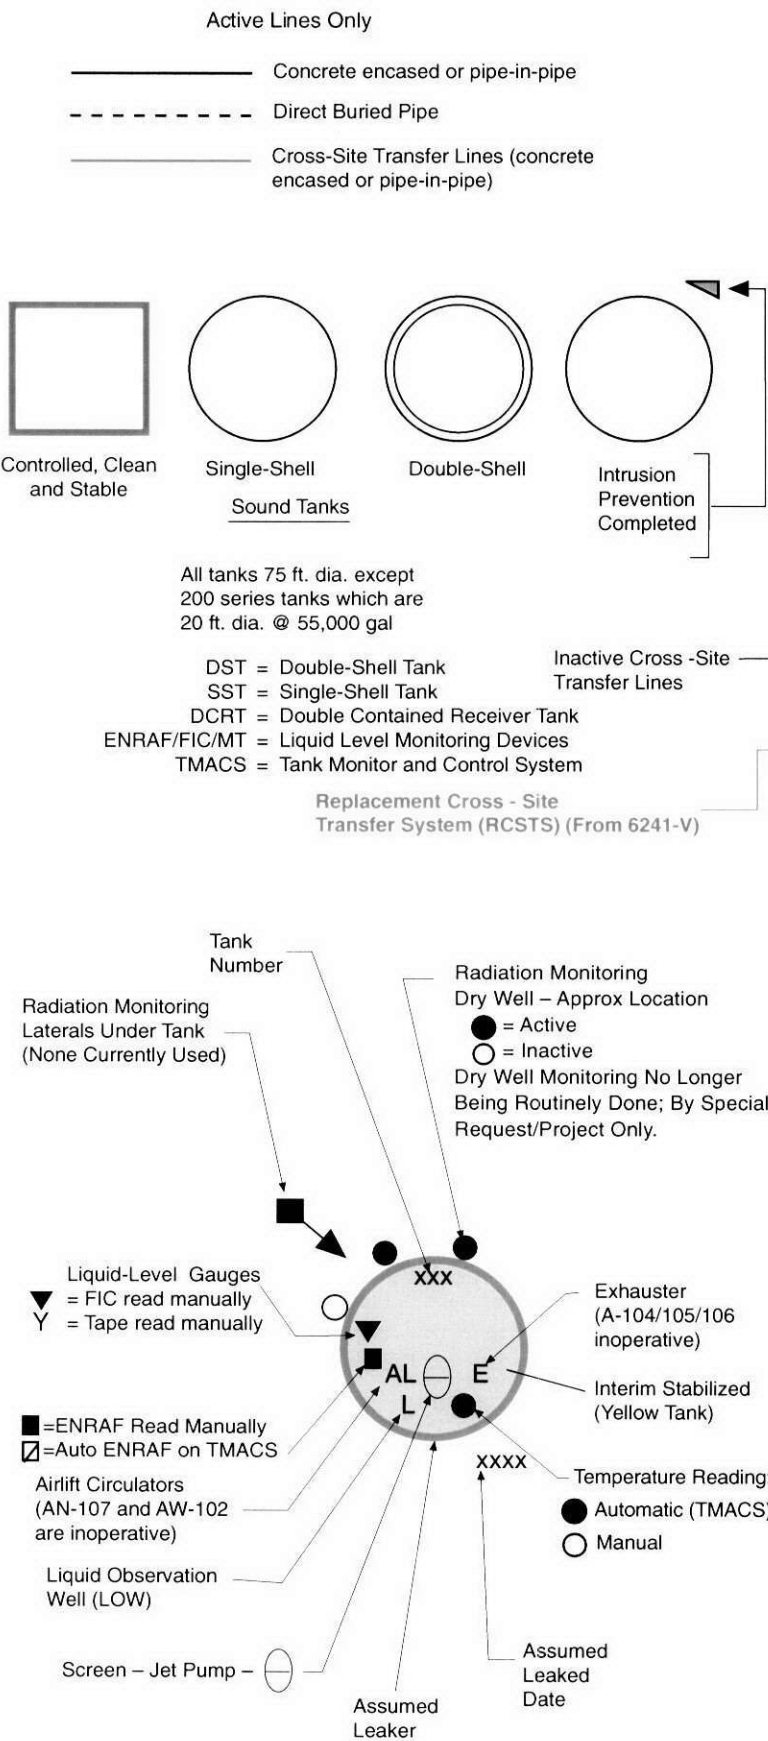 Active Lines Only
Concrete encased or pipe-in-pipe
Direct Buried Pipe
Cross-Site Transfer Lines (concrete
encased or pipe-in-pipe)
Controlled, Clean
and Stable
Single-Shell
Double-Shell
Sound Tanks
Intrusion
Prevention
Completed
All tanks 75 ft. dia. except
200 series tanks which are
20 ft. dia. @ 55,000 gal
DST = Double-Shell Tank
SST = Single-Shell Tank
DCRT = Double Contained Receiver Tank
ENRAF/FIC/MT = Liquid Level Monitoring Devices
TMACS = Tank Monitor and Control System
Inactive Cross -Site
Transfer Lines
Replacement Cross - Site
Transfer System (RCSTS) (From 6241-V)
Tank
Number
Radiation Monitoring
Laterals Under Tank
(None Currently Used)
Radiation Monitoring
Dry Well – Approx Location
= Active
= Inactive
Dry Well Monitoring No Longer
Being Routinely Done; By Special
Request/Project Only.
Liquid-Level Gauges
= FIC read manually
Y = Tape read manually
xxx
AL
E
L
Exhauster
(A-104/105/106
inoperative)
Interim Stabilized
(Yellow Tank)
=ENRAF Read Manually
=Auto ENRAF on TMACS
xxxx
Airlift Circulators
(AN-107 and AW-102
are inoperative)
Temperature Reading
Automatic (TMACS)
Manual
Liquid Observation
Well (LOW)
Screen – Jet Pump –
Assumed
Leaker
Assumed
Leaked
Date